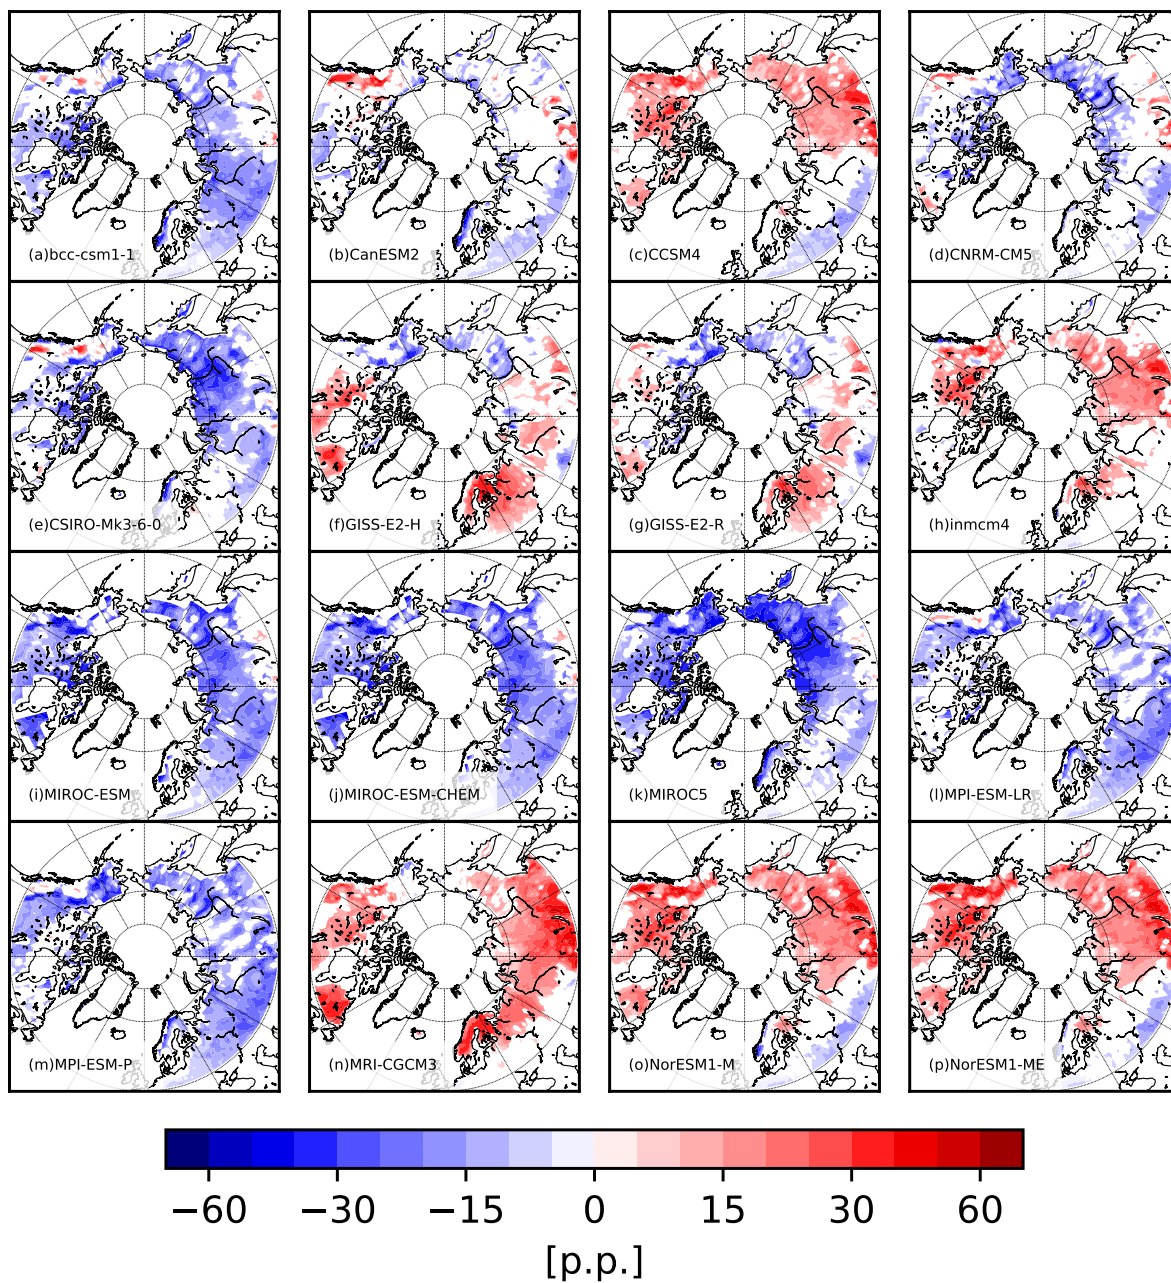 (a)bcc-csm1-1
(b)CanESM2
(c)CCSM4
(d)CNRM-CM5
(e)CSIRO-Mk3-6-0
(f)GISS-E2-H
(g)GISS-E2-R
(h)inmcm4
(i)MIROC-ESM
(j)MIROC-ESM-CHEM
(k)MIROC5
(l)MPI-ESM-LR
(m)MPI-ESM-P
(n)MRI-CGCM3
(o)NorESM1-M
(p)NorESM1-ME
−60 −30 −15 0 15 30 60
[p.p.]